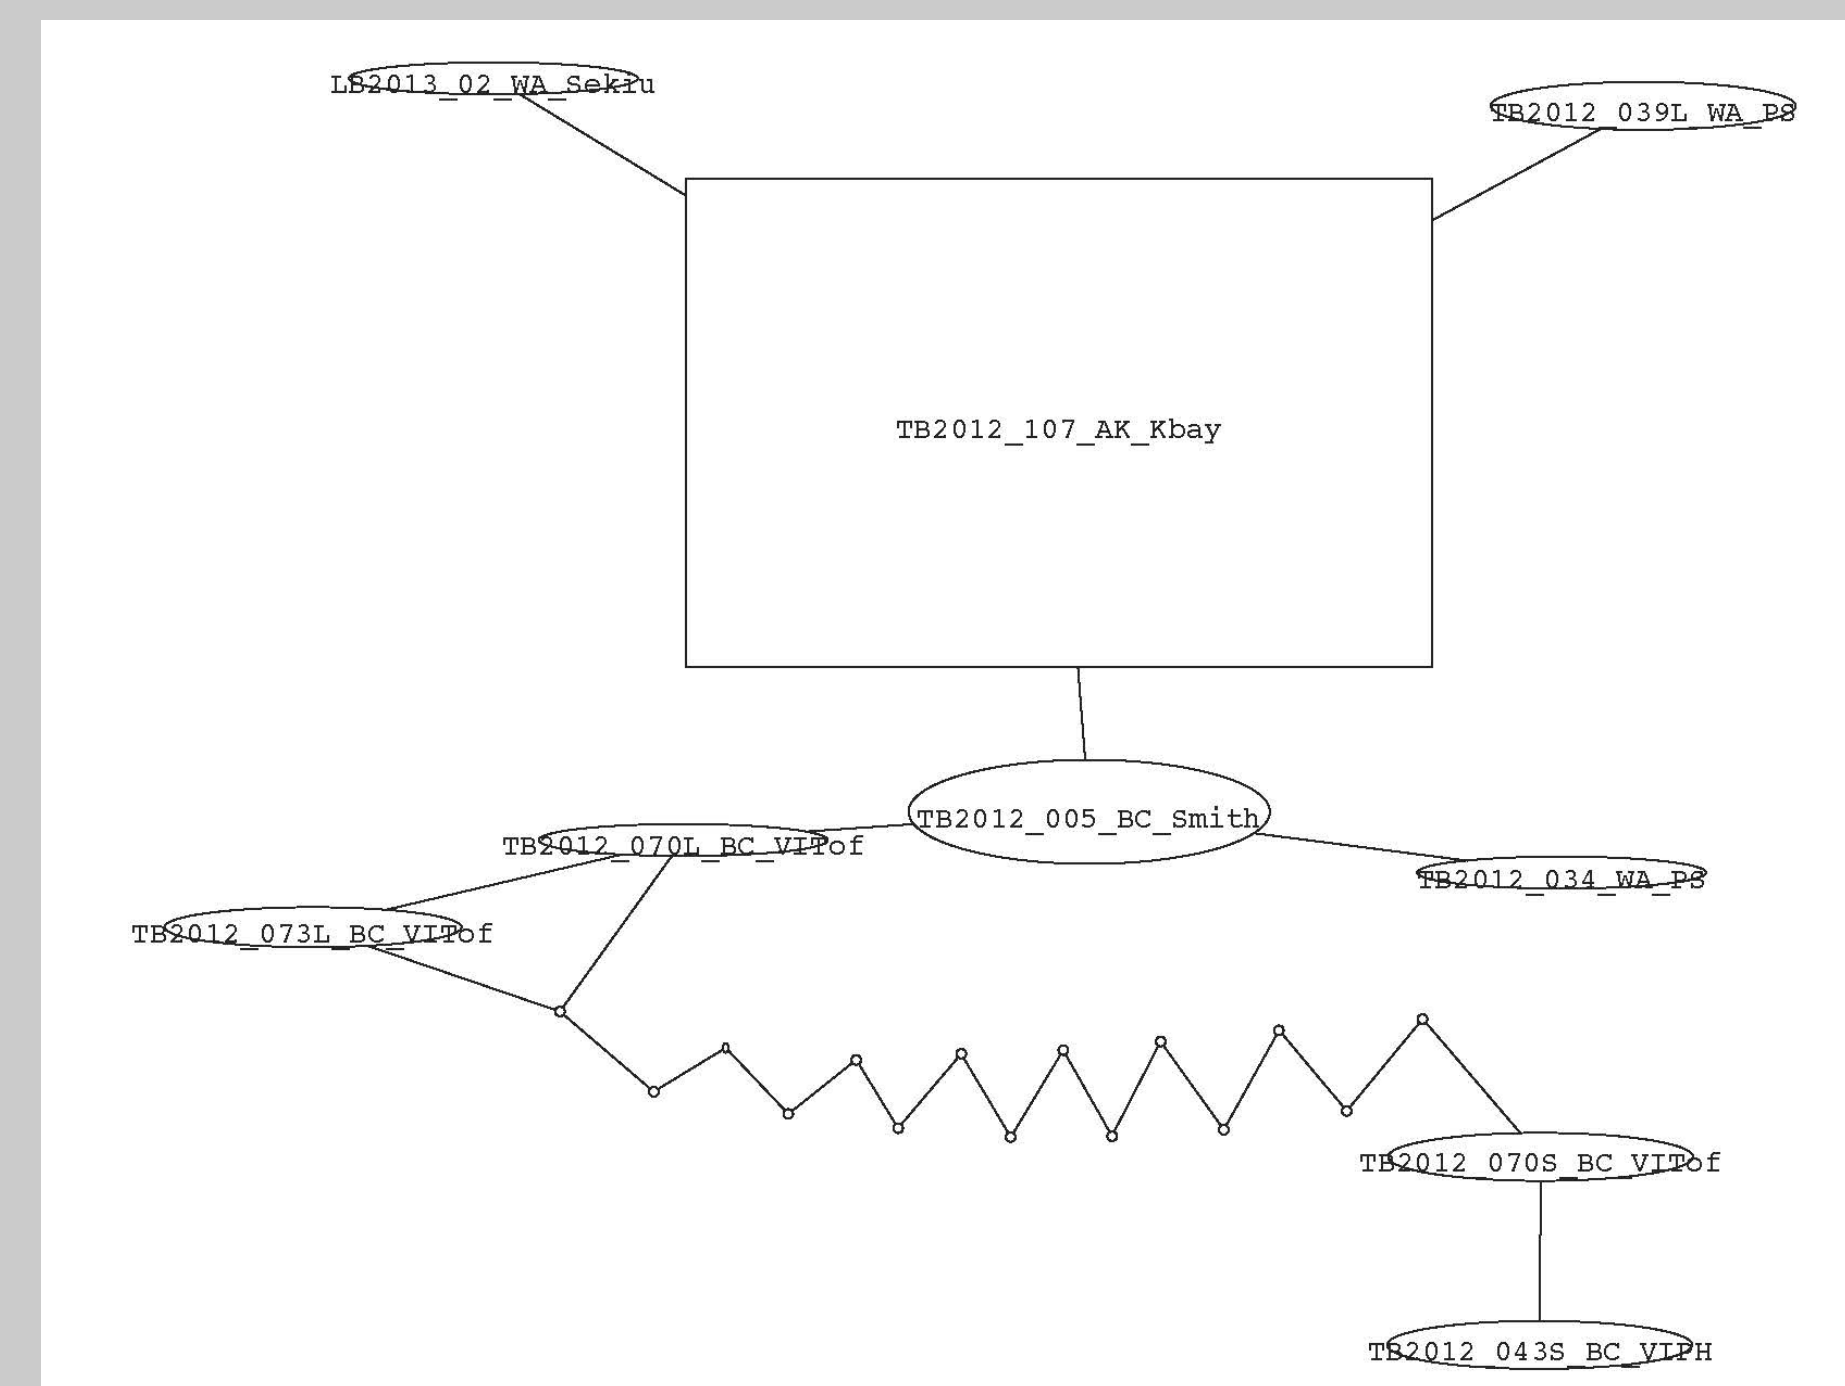 LB2013_02_WA_Sekiu
TB2012_039L_WA_PS
TB2012_107_AK_Kbay
TB2012_005_BC_Smith
TB2012_070L_BC_VITof
TB2012_034_WA_PS
TB2012_073L_BC_VITof
TB2012_070S_BC_VITof
TB2012_043S_BC_VIPH